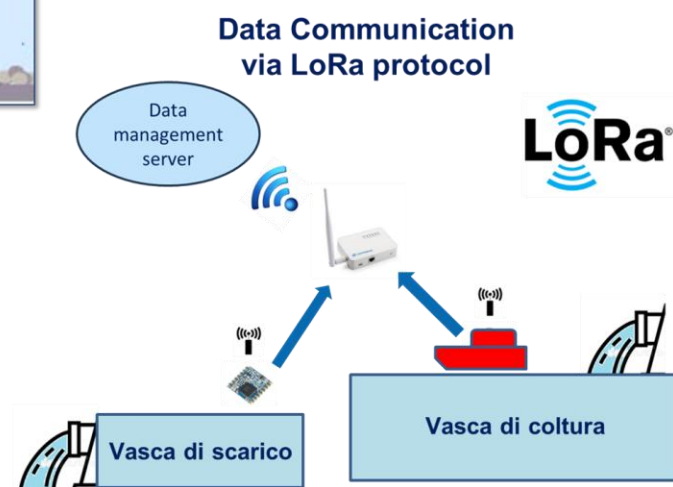 Data Communication
via LoRa protocol
Data
management
server
LoRa®
Vasca di coltura
Vasca di scarico